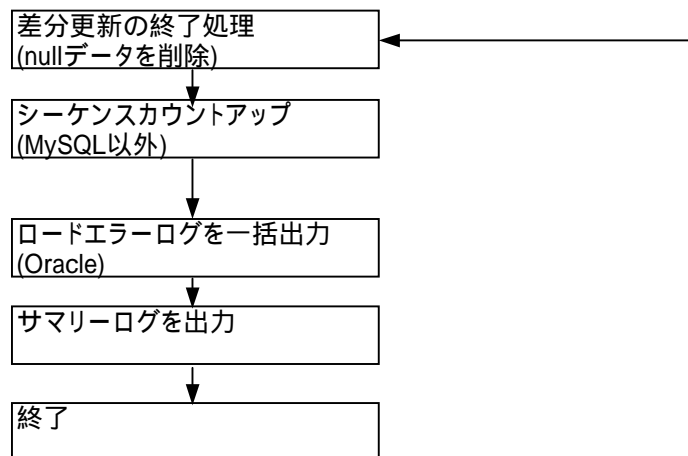 差分更新の終了処理
(nullデータを削除)
シーケンスカウントアップ
(MySQL以外)
ロードエラーログを一括出力
(Oracle)
サマリーログを出力
終了